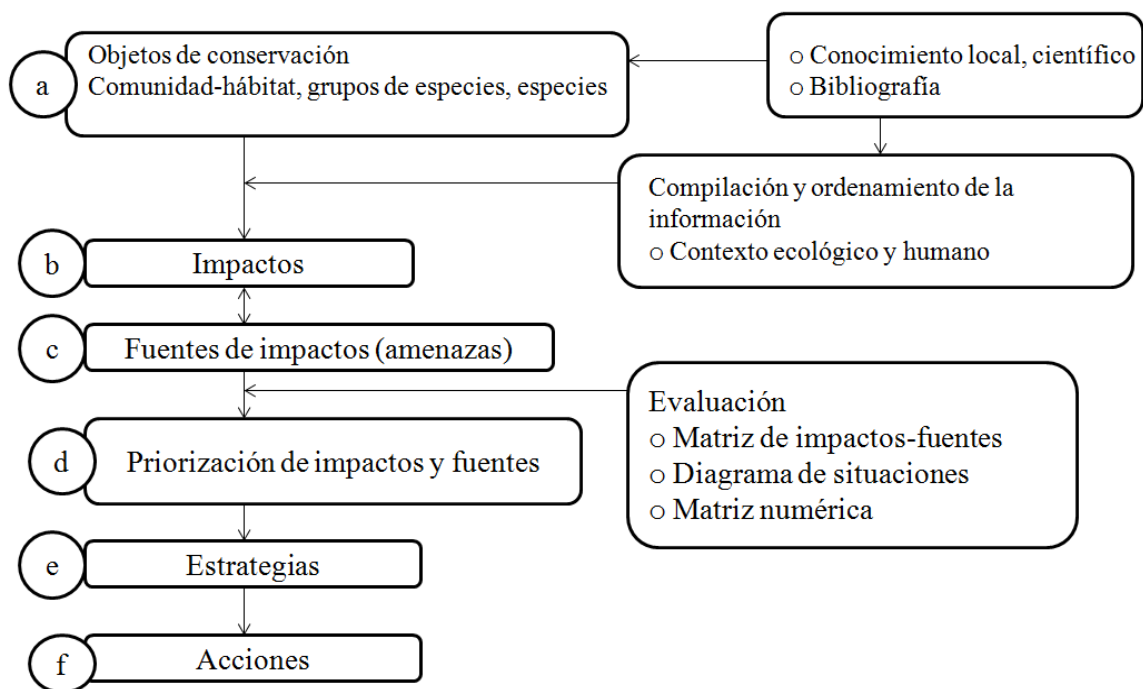 a
Objetos de conservación
Comunidad-hábitat, grupos de especies, especies
o Conocimiento local, científico
o Bibliografía
Compilación y ordenamiento de la
información
o Contexto ecológico y humano
b
Impactos
c
Fuentes de impactos (amenazas)
Evaluación
o Matriz de impactos-fuentes
o Diagrama de situaciones
o Matriz numérica
d
Priorización de impactos y fuentes
e
Estrategias
f
Acciones